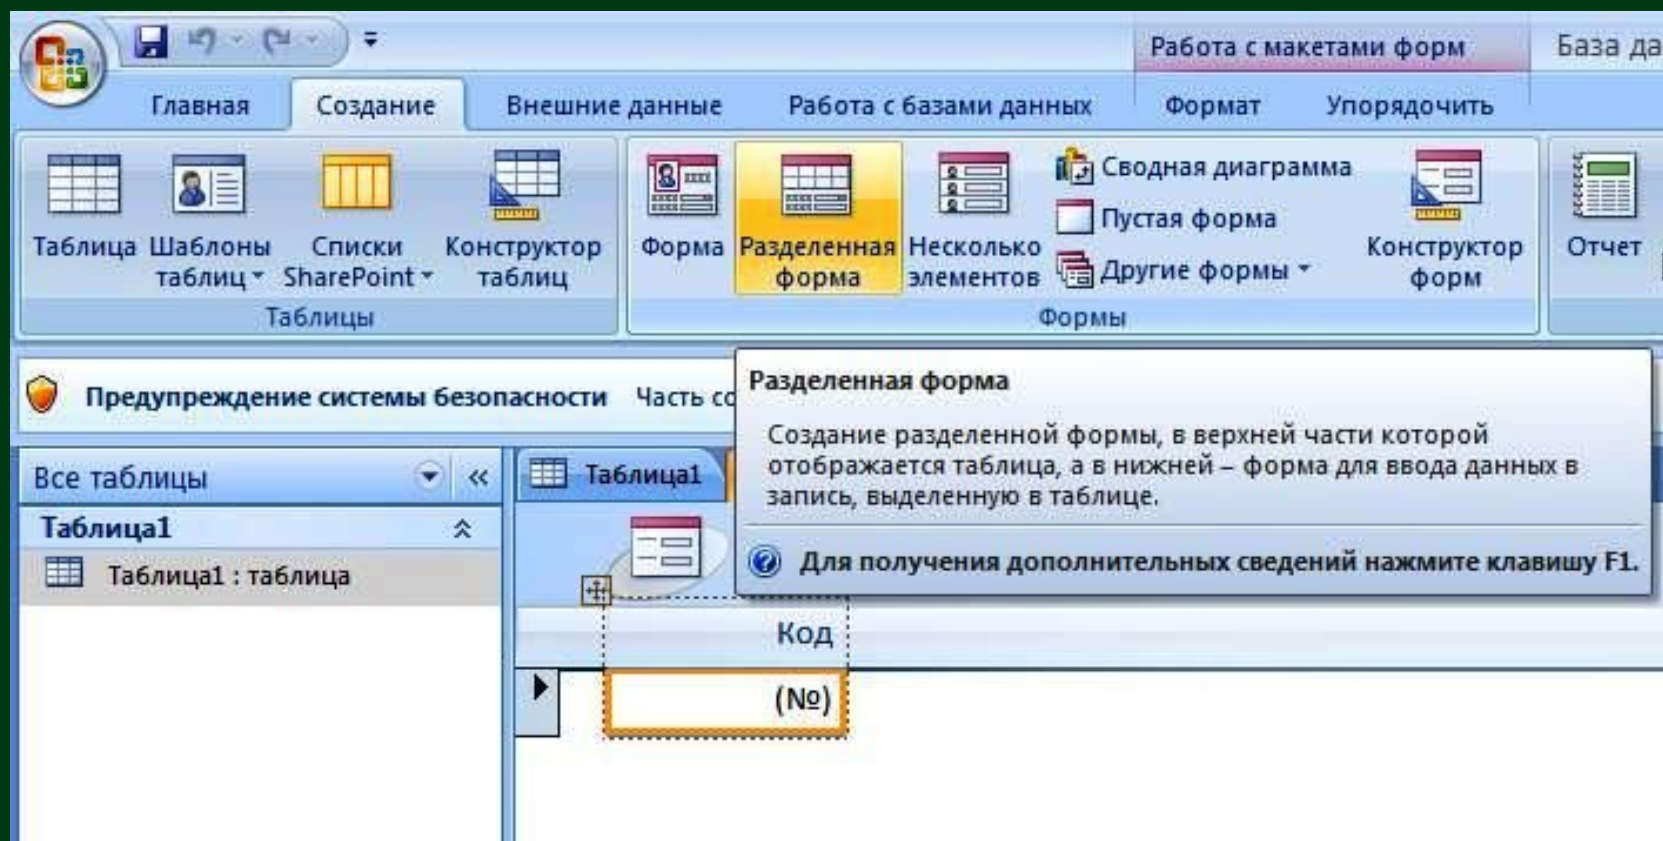 Работа с макетами форм
База да
Главная
Создание
Внешние данные
Работа с базами данных
Формат
Упорядочить
Таблица
Шаблоны
таблиц
Списки
SharePoint
Конструктор
таблиц
Таблицы
Форма
Разделенная
форма
Несколько
элементов
Сводная диаграмма
Пустая форма
Другие формы
Конструктор
форм
Формы
Отчет
Предупреждение системы безопасности
Часть со
Разделенная форма
Создание разделенной формы, в верхней части которой
отображается таблица, а в нижней – форма для ввода данных в
запись, выделенную в таблице.
Для получения дополнительных сведений нажмите клавишу F1.
Все таблицы
Таблица1
Таблица1 : таблица
Таблица1
Код
(№)